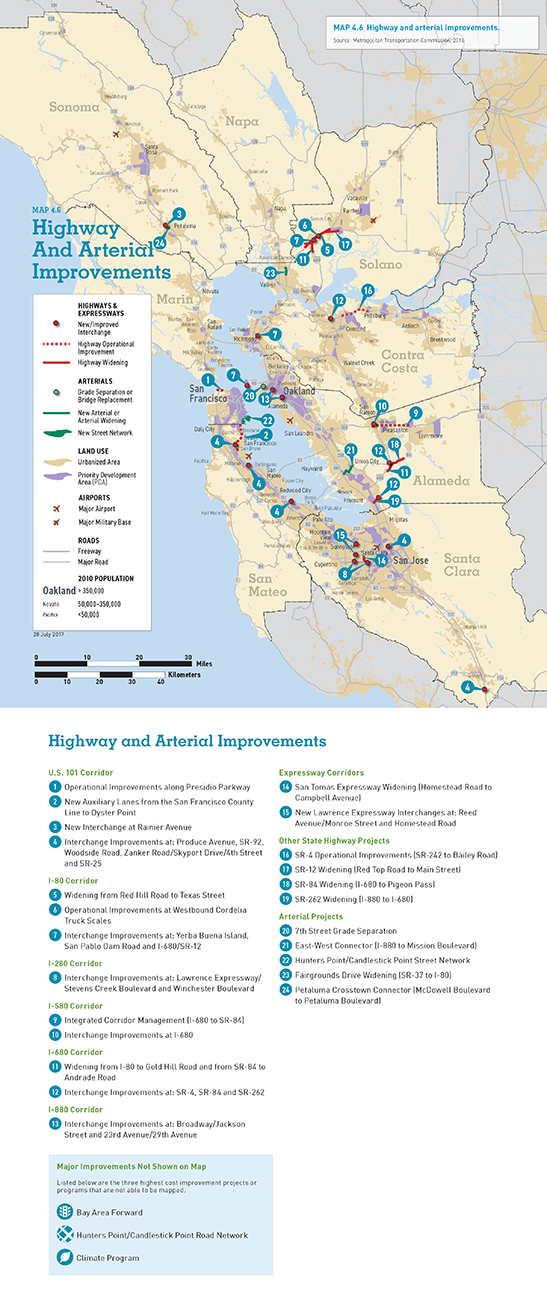 MAP 4.6 Highway and arterial improvements.
Source: Metropolitan Transportation Commission, 2016
Sonoma
Napa
Santa
Rosa
Petaluma
Napa
Vacaville
Fairfield
Solano
Vallejo
Marin
Novato
San
Rafael
Richmond
Concord
Pittsburg
Antioch
Brentwood
Walnut Creek
Contra
Costa
San
Francisco
Oakland
Alameda
Daly City
San Francisco
San Bruno
San Leandro
Hayward
San
Mateo
Redwood City
Union City
Fremont
San
Ramon
Pleasanton
Livermore
Alameda
Palo Alto
Mountain
View
Sunnyvale
Santa Clara
Milpitas
Cupertino
San Jose
Santa
Clara
San
Mateo
MAP 4.6
Highway
And Arterial
Improvements
HIGHWAYS &
EXPRESSWAYS
New/Improved
Interchange
Highway Operational
Improvement
Highway Widening
ARTERIALS
Grade Separation or
Bridge Replacement
New Arterial or
Arterial Widening
New Street Network
LAND USE
Urbanized Area
Priority Development
Area (PDA)
AIRPORTS
Major Airport
Major Military Base
ROADS
Freeway
Major Road
2010 POPULATION
Oakland > 350,000
Novato 50,000-350,000
Pacifica <50,000
28 July 2017
0 10 20 30 Miles
0 10 20 30 40 Kilometers
Highway and Arterial Improvements
U.S. 101 Corridor
1 Operational Improvements along Presidio Parkway
2 New Auxiliary Lanes from the San Francisco County
Line to Oyster Point
3 New Interchange at Rainier Avenue
4 Interchange Improvements at: Produce Avenue, SR-92,
Woodside Road, Zanker Road/Skyport Drive/4th Street
and SR-25
I-80 Corridor
5 Widening from Red Hill Road to Texas Street
6 Operational Improvements at Westbound Cordelia
Truck Scales
7 Interchange Improvements at: Yerba Buena Island,
San Pablo Dam Road and I-680/SR-12
I-280 Corridor
8 Interchange Improvements at: Lawrence Expressway/
Stevens Creek Boulevard and Winchester Boulevard
I-580 Corridor
9 Integrated Corridor Management (I-680 to SR-84)
10 Interchange Improvements at I-680
I-680 Corridor
11 Widening from I-80 to Gold Hill Road and from SR-84 to
Andrade Road
12 Interchange Improvements at: SR-4, SR-84 and SR-262
I-880 Corridor
13 Interchange Improvements at: Broadway/Jackson
Street and 23rd Avenue/29th Avenue
Expressway Corridors
14 San Tomas Expressway Widening (Homestead Road to
Campbell Avenue)
15 New Lawrence Expressway Interchanges at: Reed
Avenue/Monroe Street and Homestead Road
Other State Highway Projects
16 SR-4 Operational Improvements (SR-242 to Bailey Road)
17 SR-12 Widening (Red Top Road to Main Street)
18 SR-84 Widening (I-680 to Pigeon Pass)
19 SR-262 Widening (I-880 to I-680)
Arterial Projects
20 7th Street Grade Separation
21 East-West Connector (I-880 to Mission Boulevard)
22 Hunters Point/Candlestick Point Street Network
23 Fairgrounds Drive Widening (SR-37 to I-80)
24 Petaluma Crosstown Connector (McDowell Boulevard
to Petaluma Boulevard)
Major Improvements Not Shown on Map
Listed below are the three highest cost improvement projects or
programs that are not able to be mapped.
Bay Area Forward
Hunters Point/Candlestick Point Road Network
Climate Program